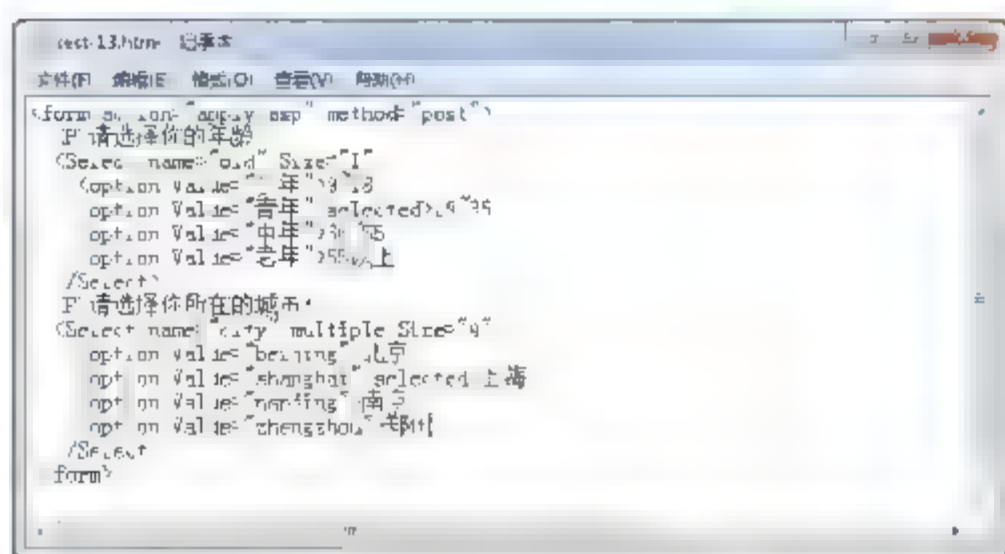 test-13.htm - 记事本
文件(F) 编辑(E) 格式(O) 查看(V) 帮助(H)
<form action="apply asp" method="post">
<P>请选择你的年龄
<Select name="old" Size="1">
<option Value="年">
<option Value="青年" selected>
<option Value="中年">
<option Value="老年">55以上
</Select>
<P>请选择你所在的城市:
<Select name="city" multiple Size="4">
<option Value="beijing">北京
<option Value="shanghai" selected>上海
<option Value="nanjing">南京
<option Value="zhengzhou">郑州
</Select>
form>